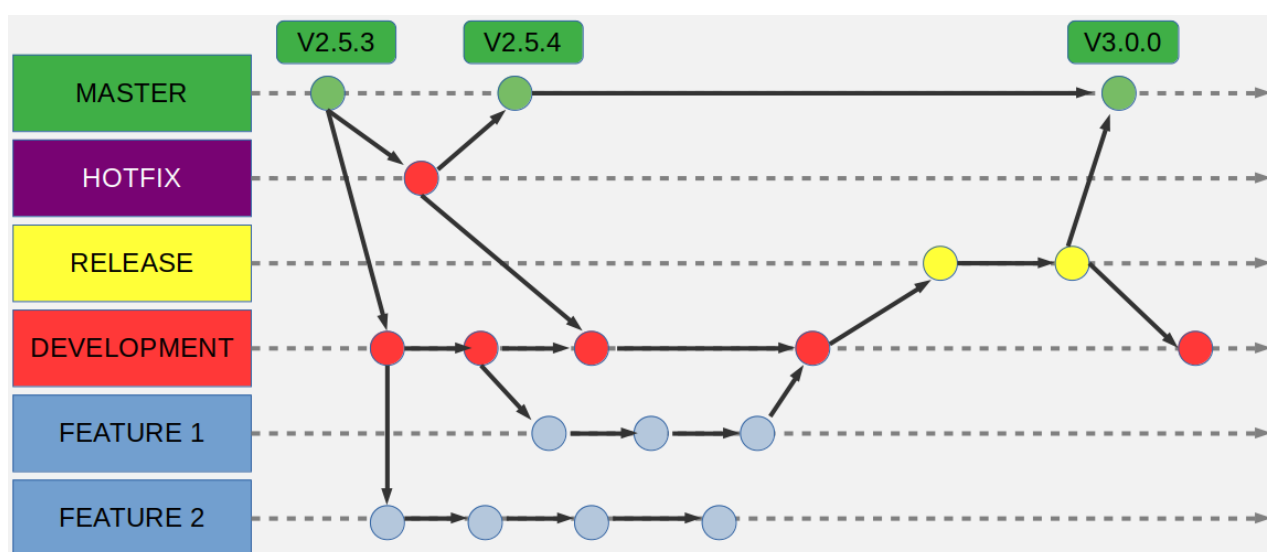 V2.5.3
V2.5.4
V3.0.0
MASTER
HOTFIX
RELEASE
DEVELOPMENT
FEATURE 1
FEATURE 2